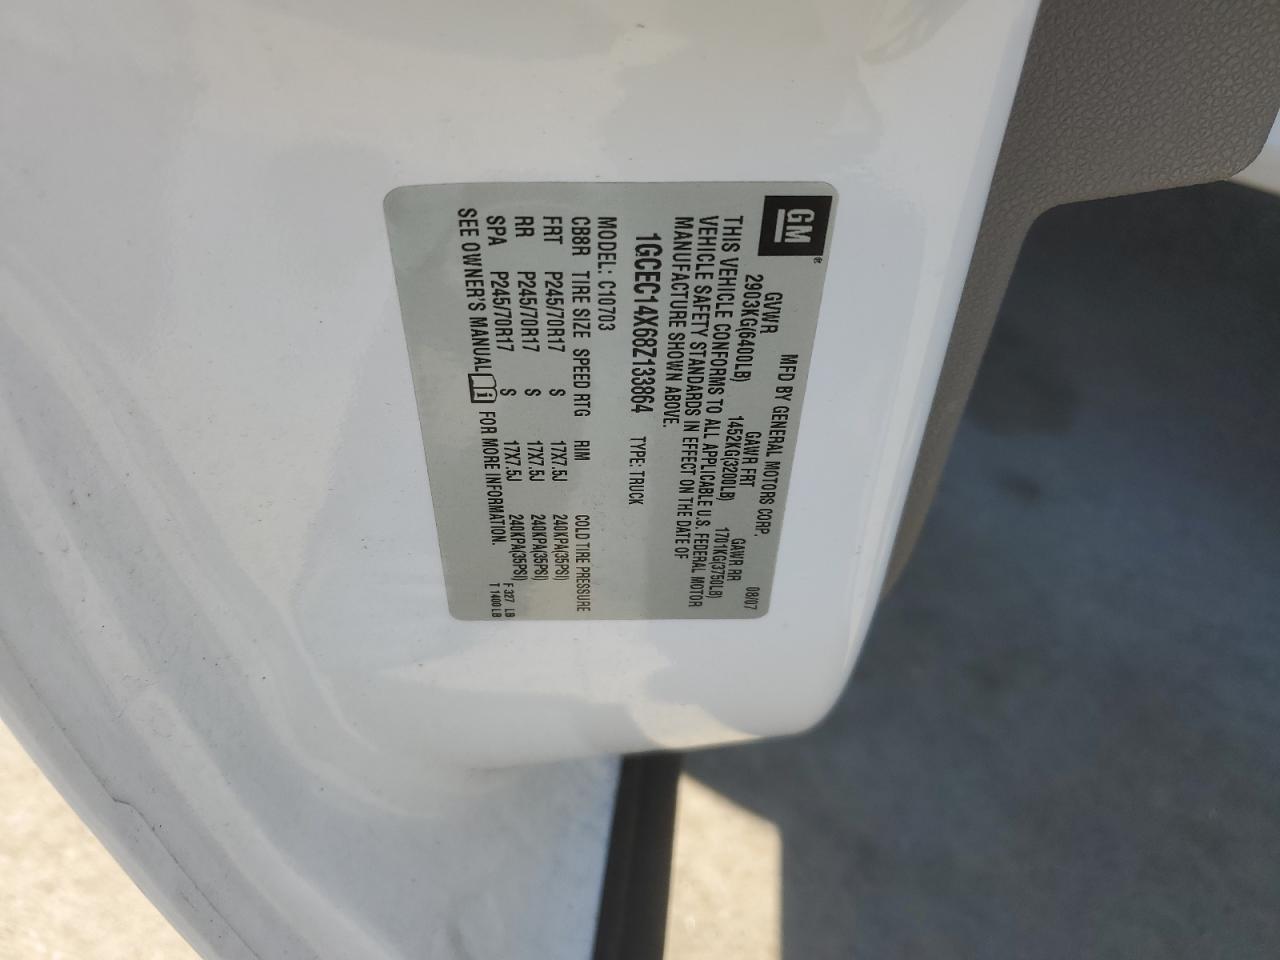 GM
MFD BY GENERAL MOTORS CORP. 08/07
GVWR GAWR FRT GAWR RR
2903KG(6400LB) 1452KG(3200LB) 1701KG(3750LB)
THIS VEHICLE CONFORMS TO ALL APPLICABLE U.S. FEDERAL MOTOR
VEHICLE SAFETY STANDARDS IN EFFECT ON THE DATE OF
MANUFACTURE SHOWN ABOVE.
1GCEC14X68Z133864 TYPE: TRUCK
MODEL: C10703
CB8R TIRE SIZE SPEED RTG RIM COLD TIRE PRESSURE
FRT P245/70R17 S 17X7.5J 240KPA(35PSI)
RR P245/70R17 S 17X7.5J 240KPA(35PSI)
SPA P245/70R17 S 17X7.5J 240KPA(35PSI) F 327 LB
SEE OWNER'S MANUAL i FOR MORE INFORMATION. T 1400 LB